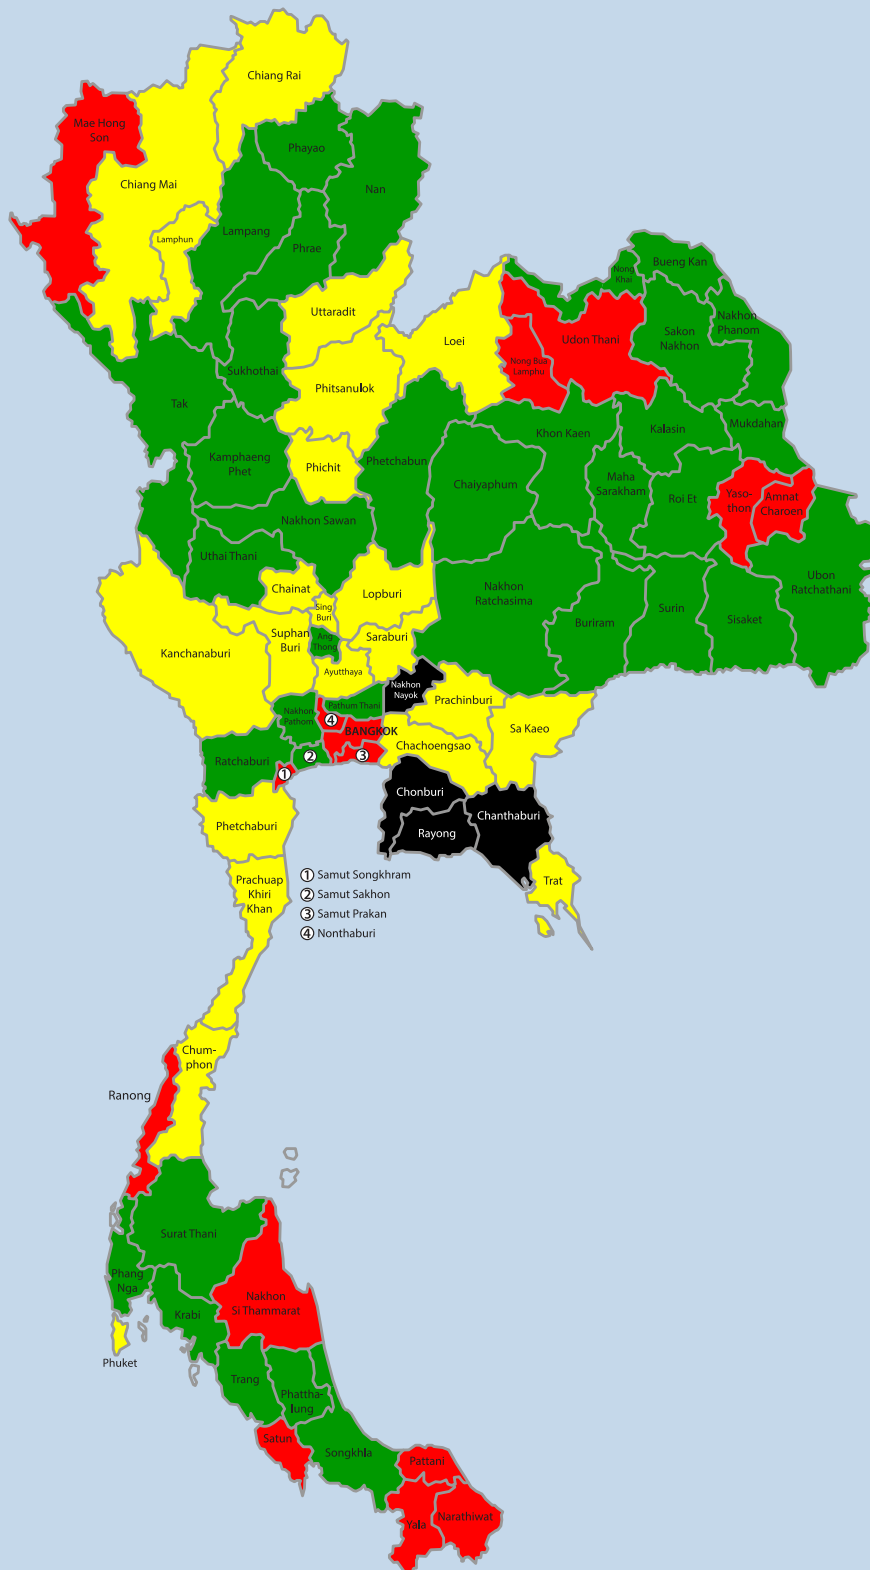 Chiang Rai
Mae Hong
Son
Phayao
Chiang Mai
Nan
Lampang
Lamphun
Phrae
Bueng Kan
Nong
Khai
Uttaradit
Nakhon
Phanom
Sakon
Nakhon
Loei
Udon Thani
Nong Bua
Lamphu
Sukhothai
Phitsanulok
Tak
Mukdahan
Kalasin
Khon Kaen
Kamphaeng
Phet
Phichit
Phetchabun
Maha
Sarakham
Chaiyaphum
Roi Et
Yaso-
thon
Amnat
Charoen
Nakhon Sawan
Uthai Thani
Ubon
Ratchathani
Chainat
Lopburi
Nakhon
Ratchasima
Sing
Buri
Surin
Buriram
Sisaket
Suphan
Buri
Ang
Thong
Saraburi
Kanchanaburi
Ayutthaya
Nakhon
Nayok
Prachinburi
Pathum Thani
Nakhon
Pathom
4
BANGKOK
Sa Kaeo
Chachoengsao
Ratchaburi
2
3
1
Chonburi
Chanthaburi
Phetchaburi
Rayong
1 Samut Songkhram
2 Samut Sakhon
3 Samut Prakan
4 Nonthaburi
Prachuap
Khiri
Khan
Trat
Chum-
phon
Ranong
Surat Thani
Phang
Nga
Nakhon
Si Thammarat
Krabi
Phuket
Trang
Phattha-
lung
Satun
Songkhla
Pattani
Yala
Narathiwat